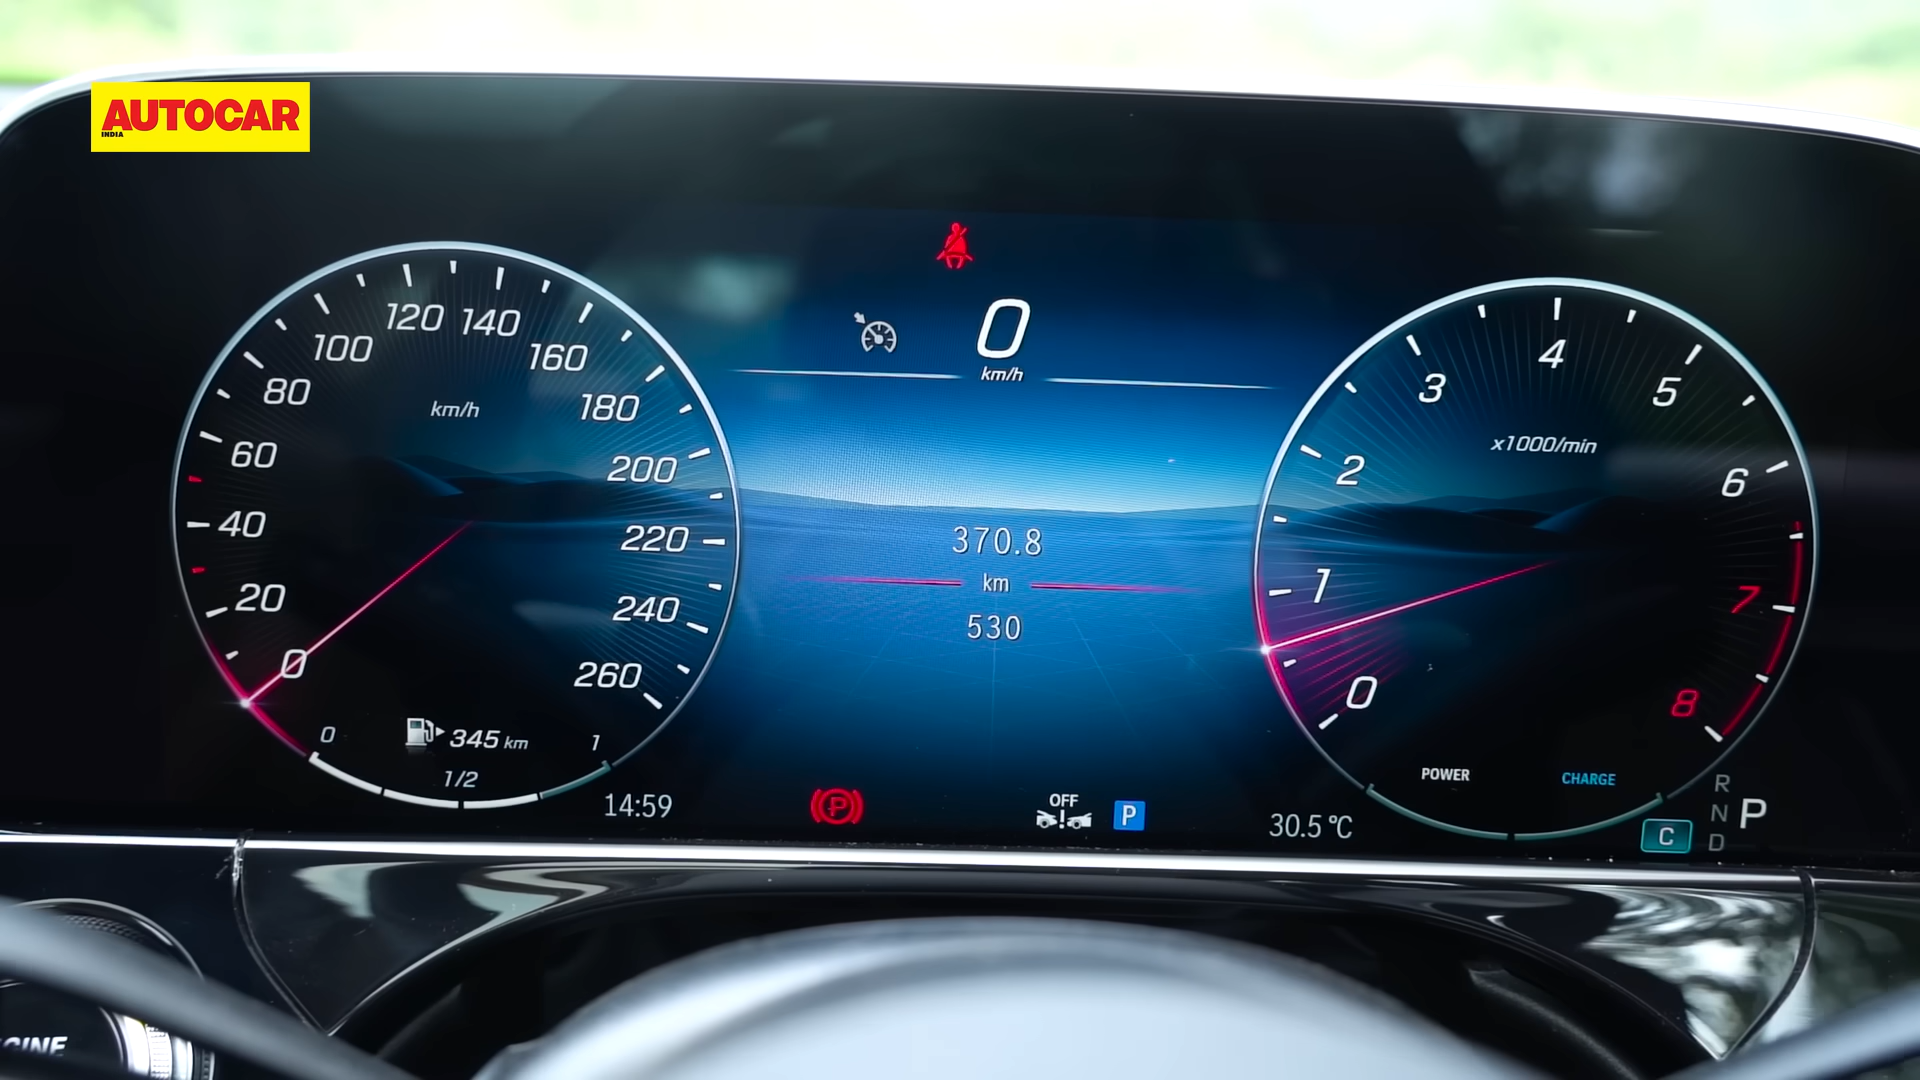 AUTOCAR
INDIA
0
km/h
120 140
100
160
80
180
km/h
60
200
40
220
20
240
0
260
0
345 km
1
1/2
14:59
370.8
km
530
4
3
5
x1000/min
2
6
1
7
0
8
POWER
CHARGE
P
OFF
P
30.5 °C
R
N
P
D
C